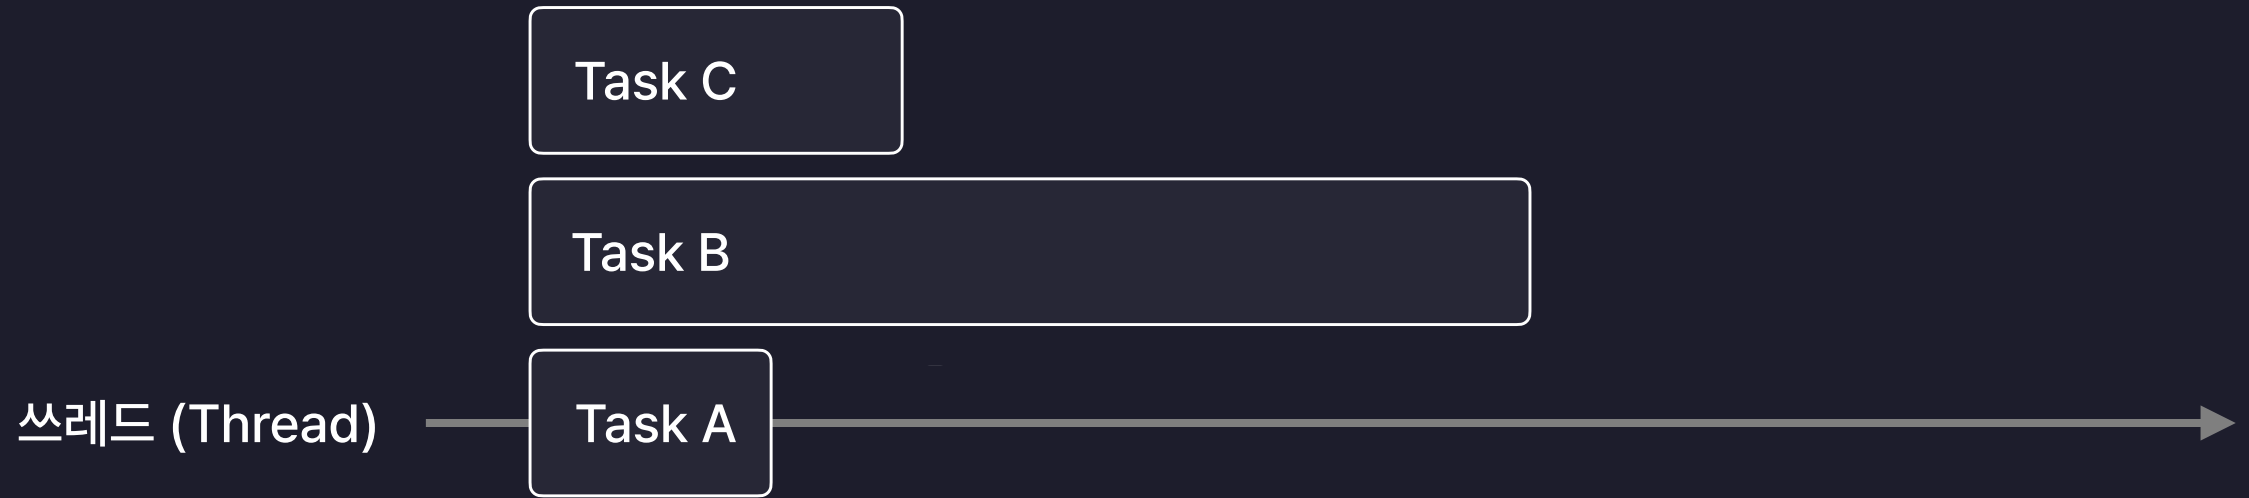 Task C
Task B
쓰레드 (Thread)
Task A